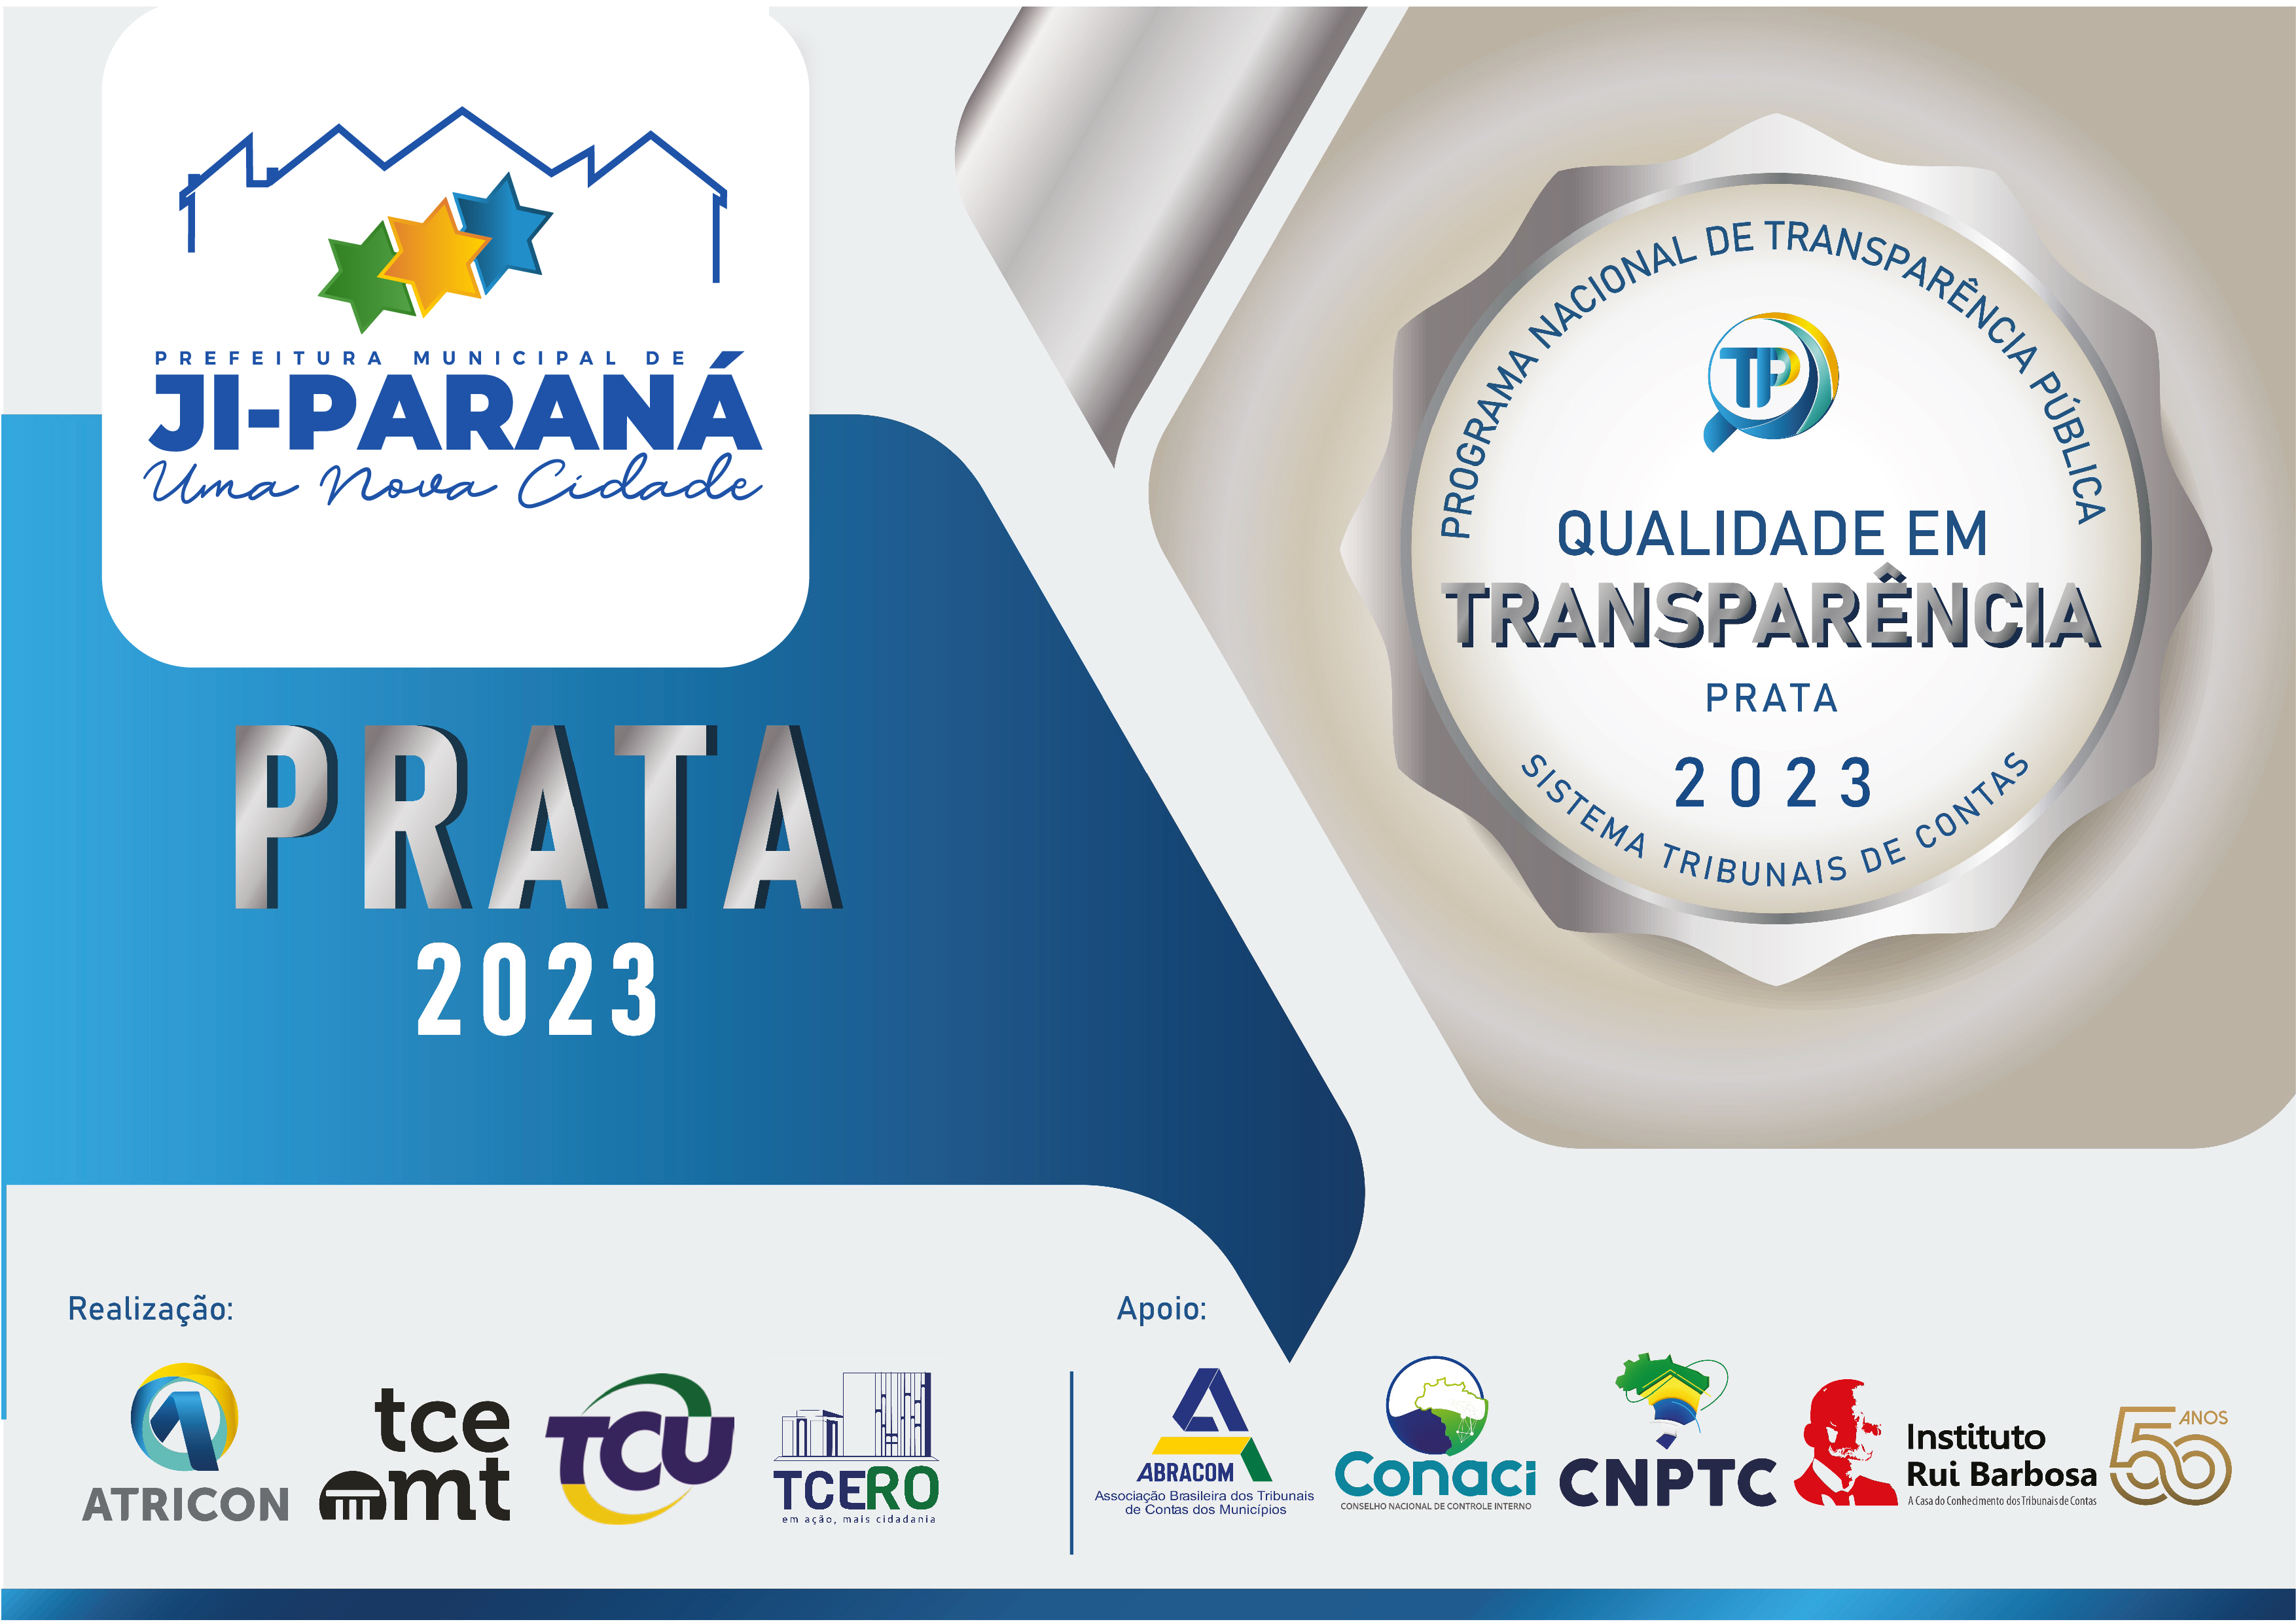 PREFEITURA MUNICIPAL DE
JI-PARANÁ
Uma Nova Cidade
PRATA
2023
PROGRAMA NACIONAL DE TRANSPARÊNCIA PÚBLICA
TP
QUALIDADE EM
TRANSPARÊNCIA
PRATA
2023
SISTEMA TRIBUNAIS DE CONTAS
Realização:
ATRICON
tce
mt
TCU
TCERO
em ação, mais cidadania
Apoio:
ABRACOM
Associação Brasileira dos Tribunais
de Contas dos Municípios
Conaci
CONSELHO NACIONAL DE CONTROLE INTERNO
CNPTC
Instituto
Rui Barbosa
A Casa do Conhecimento dos Tribunais de Contas
50 ANOS